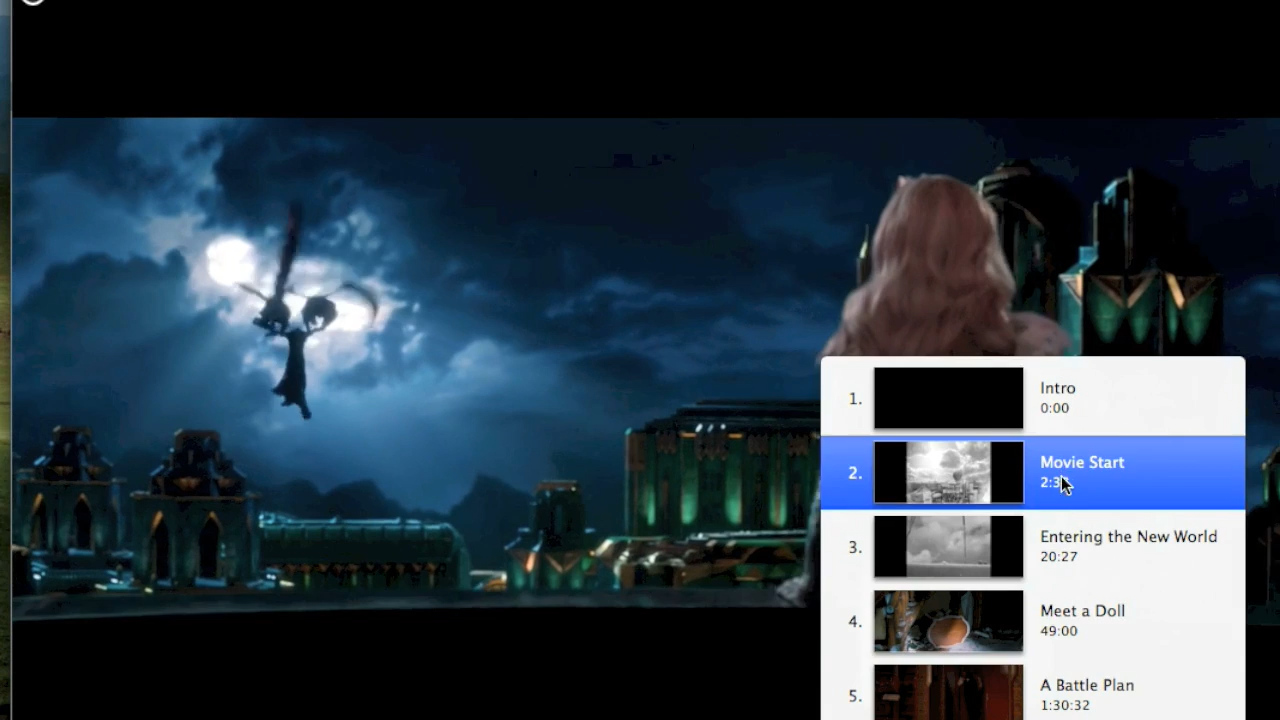 1.
Intro
0:00
2.
Movie Start
3.
Entering the New World
20:27
4.
Meet a Doll
49:00
5.
A Battle Plan
1:30:32